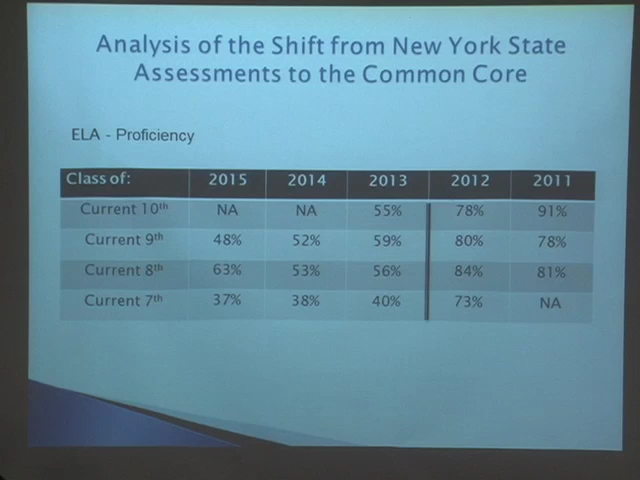 Analysis of the Shift from New York State
Assessments to the Common Core
ELA - Proficiency
Class of: 2015 2014 2013 2012 2011
Current 10th NA NA 55% 78% 91%
Current 9th 48% 52% 59% 80% 78%
Current 8th 63% 53% 56% 84% 81%
Current 7th 37% 38% 40% 73% NA